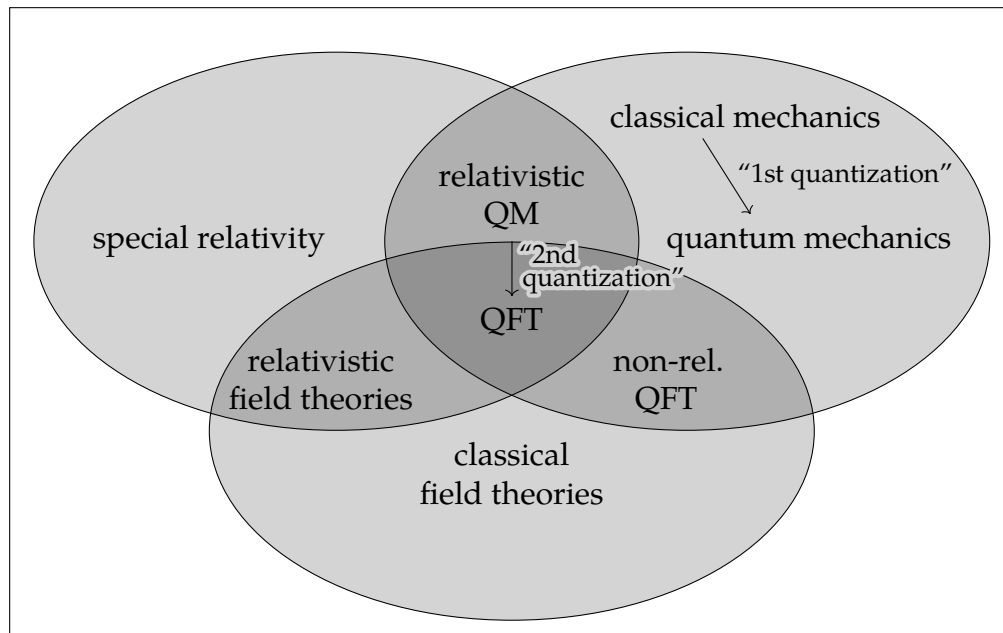 classical mechanics
“1st quantization”
relativistic
QM
special relativity
quantum mechanics
“2nd
quantization”
QFT
relativistic
field theories
non-rel.
QFT
classical
field theories